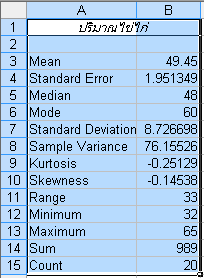 A B
1 ปริมาณไข่ไก่
2
3 Mean 49.45
4 Standard Error 1.951349
5 Median 48
6 Mode 60
7 Standard Deviation 8.726698
8 Sample Variance 76.15526
9 Kurtosis -0.25129
10 Skewness -0.14538
11 Range 33
12 Minimum 32
13 Maximum 65
14 Sum 989
15 Count 20